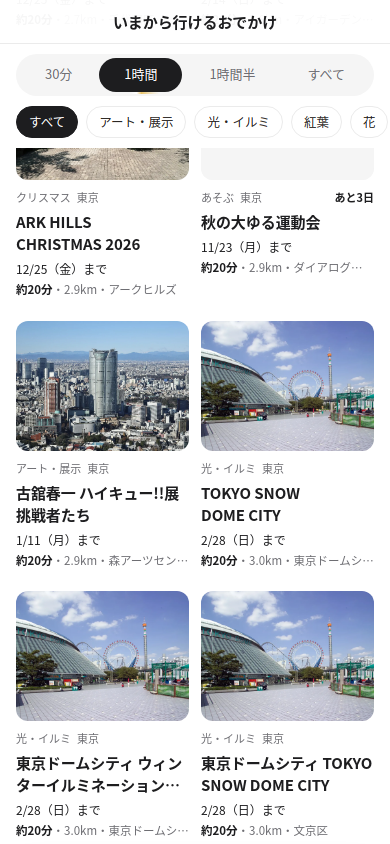 いまから行けるおでかけ
30分
1時間
1時間半
すべて
すべて
アート・展示
光・イルミ
紅葉
花
クリスマス 東京
ARK HILLS
CHRISTMAS 2026
12/25（金）まで
約20分・2.9km・アークヒルズ
あそぶ 東京
あと3日
秋の大ゆる運動会
11/23（月）まで
約20分・2.9km・ダイアログ…
アート・展示 東京
古舘春一 ハイキュー!!展
挑戦者たち
1/11（月）まで
約20分・2.9km・森アーツセン…
光・イルミ 東京
TOKYO SNOW
DOME CITY
2/28（日）まで
約20分・3.0km・東京ドームシ…
光・イルミ 東京
東京ドームシティ ウィン
ターイルミネーション…
2/28（日）まで
約20分・3.0km・東京ドームシ…
光・イルミ 東京
東京ドームシティ TOKYO
SNOW DOME CITY
2/28（日）まで
約20分・3.0km・文京区